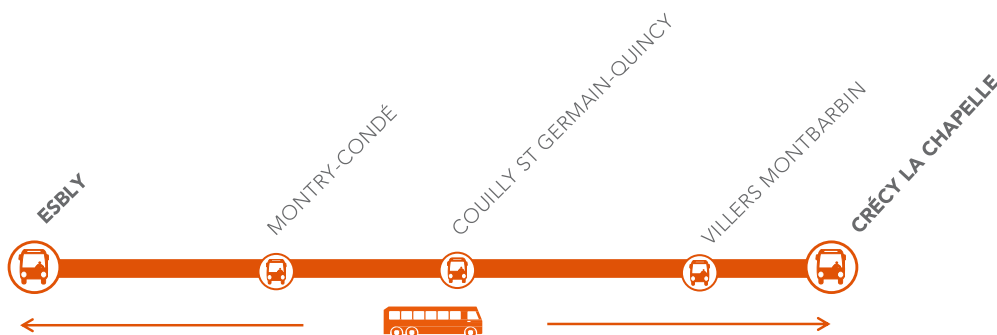 ESBLY
MONTRY-CONDÉ
COUILLY ST GERMAIN-QUINCY
VILLERS MONTBARBIN
CRÉCY LA CHAPELLE